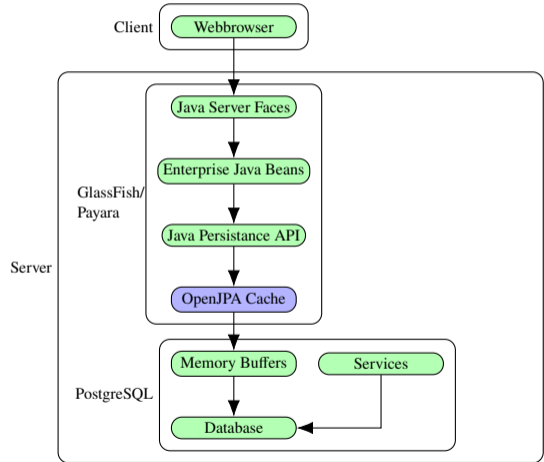 Client
Webbrowser
Java Server Faces
Enterprise Java Beans
GlassFish/
Payara
Java Persistance API
Server
OpenJPA Cache
Memory Buffers
Services
PostgreSQL
Database